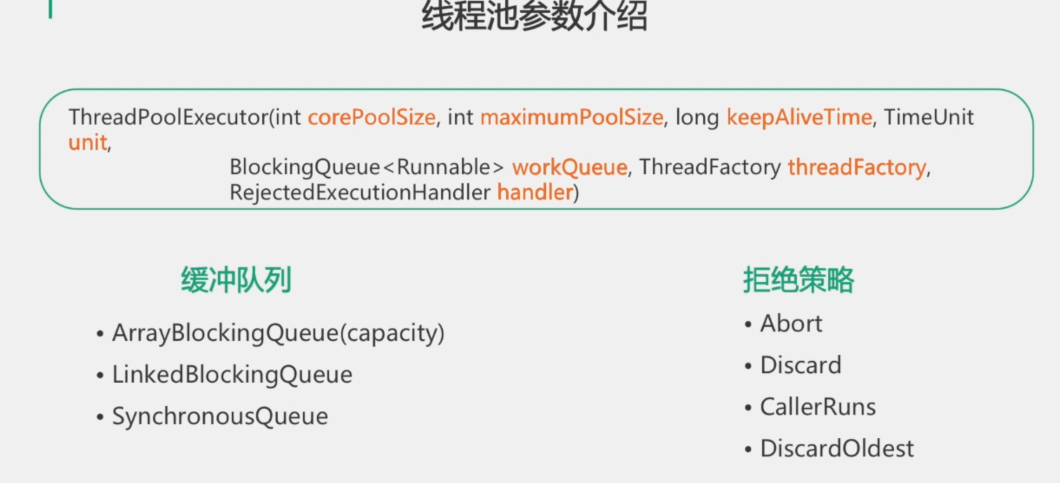 线程池参数介绍
ThreadPoolExecutor(int corePoolSize, int maximumPoolSize, long keepAliveTime, TimeUnit
unit,
BlockingQueue<Runnable> workQueue, ThreadFactory threadFactory,
RejectedExecutionHandler handler)
缓冲队列
• ArrayBlockingQueue(capacity)
• LinkedBlockingQueue
• SynchronousQueue
拒绝策略
• Abort
• Discard
• CallerRuns
• DiscardOldest